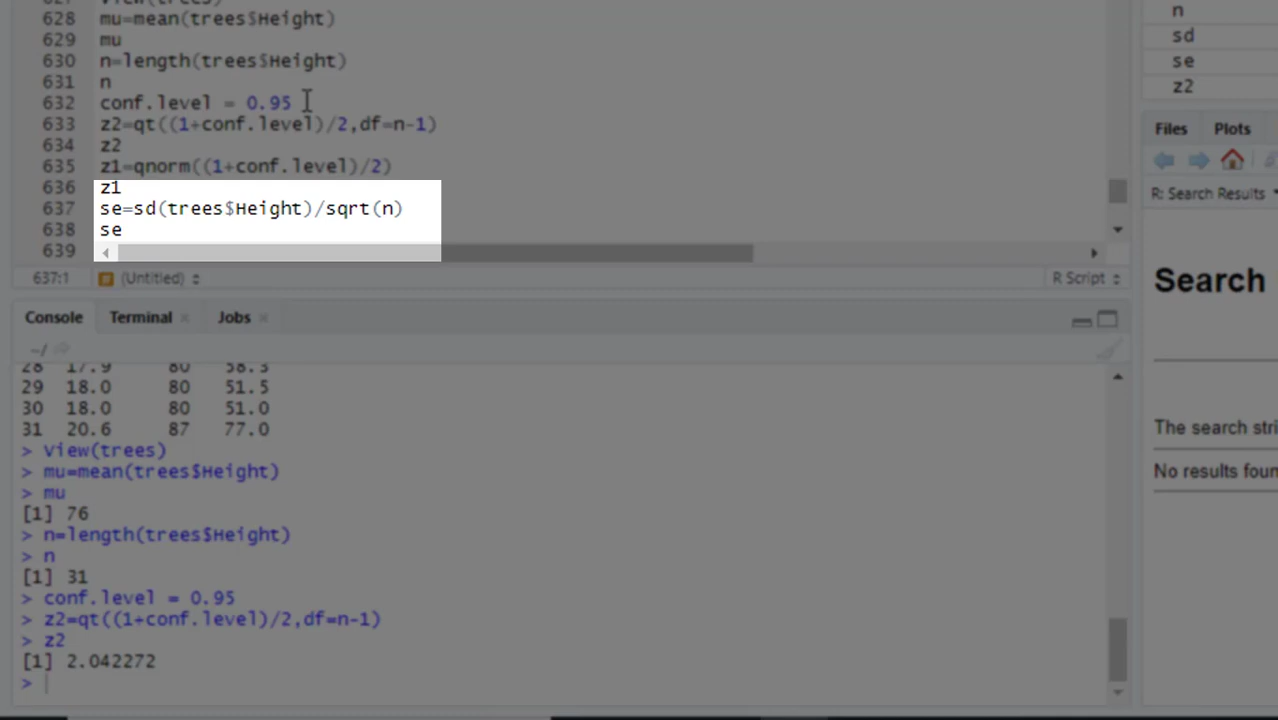 627 View(trees)
628 mu=mean(trees$Height)
629 mu
630 n=length(trees$Height)
631 n
632 conf.level = 0.95
633 z2=qt((1+conf.level)/2,df=n-1)
634 z2
635 z1=qnorm((1+conf.level)/2)
636 z1
637 se=sd(trees$Height)/sqrt(n)
638 se
639
637:1 (Untitled) R Script
n
sd
se
z2
Files Plots
R: Search Results
Search
The search stri
No results foun
Console Terminal Jobs
~/
28 17.9 80 58.3
29 18.0 80 51.5
30 18.0 80 51.0
31 20.6 87 77.0
> View(trees)
> mu=mean(trees$Height)
> mu
[1] 76
> n=length(trees$Height)
> n
[1] 31
> conf.level = 0.95
> z2=qt((1+conf.level)/2,df=n-1)
> z2
[1] 2.042272
>